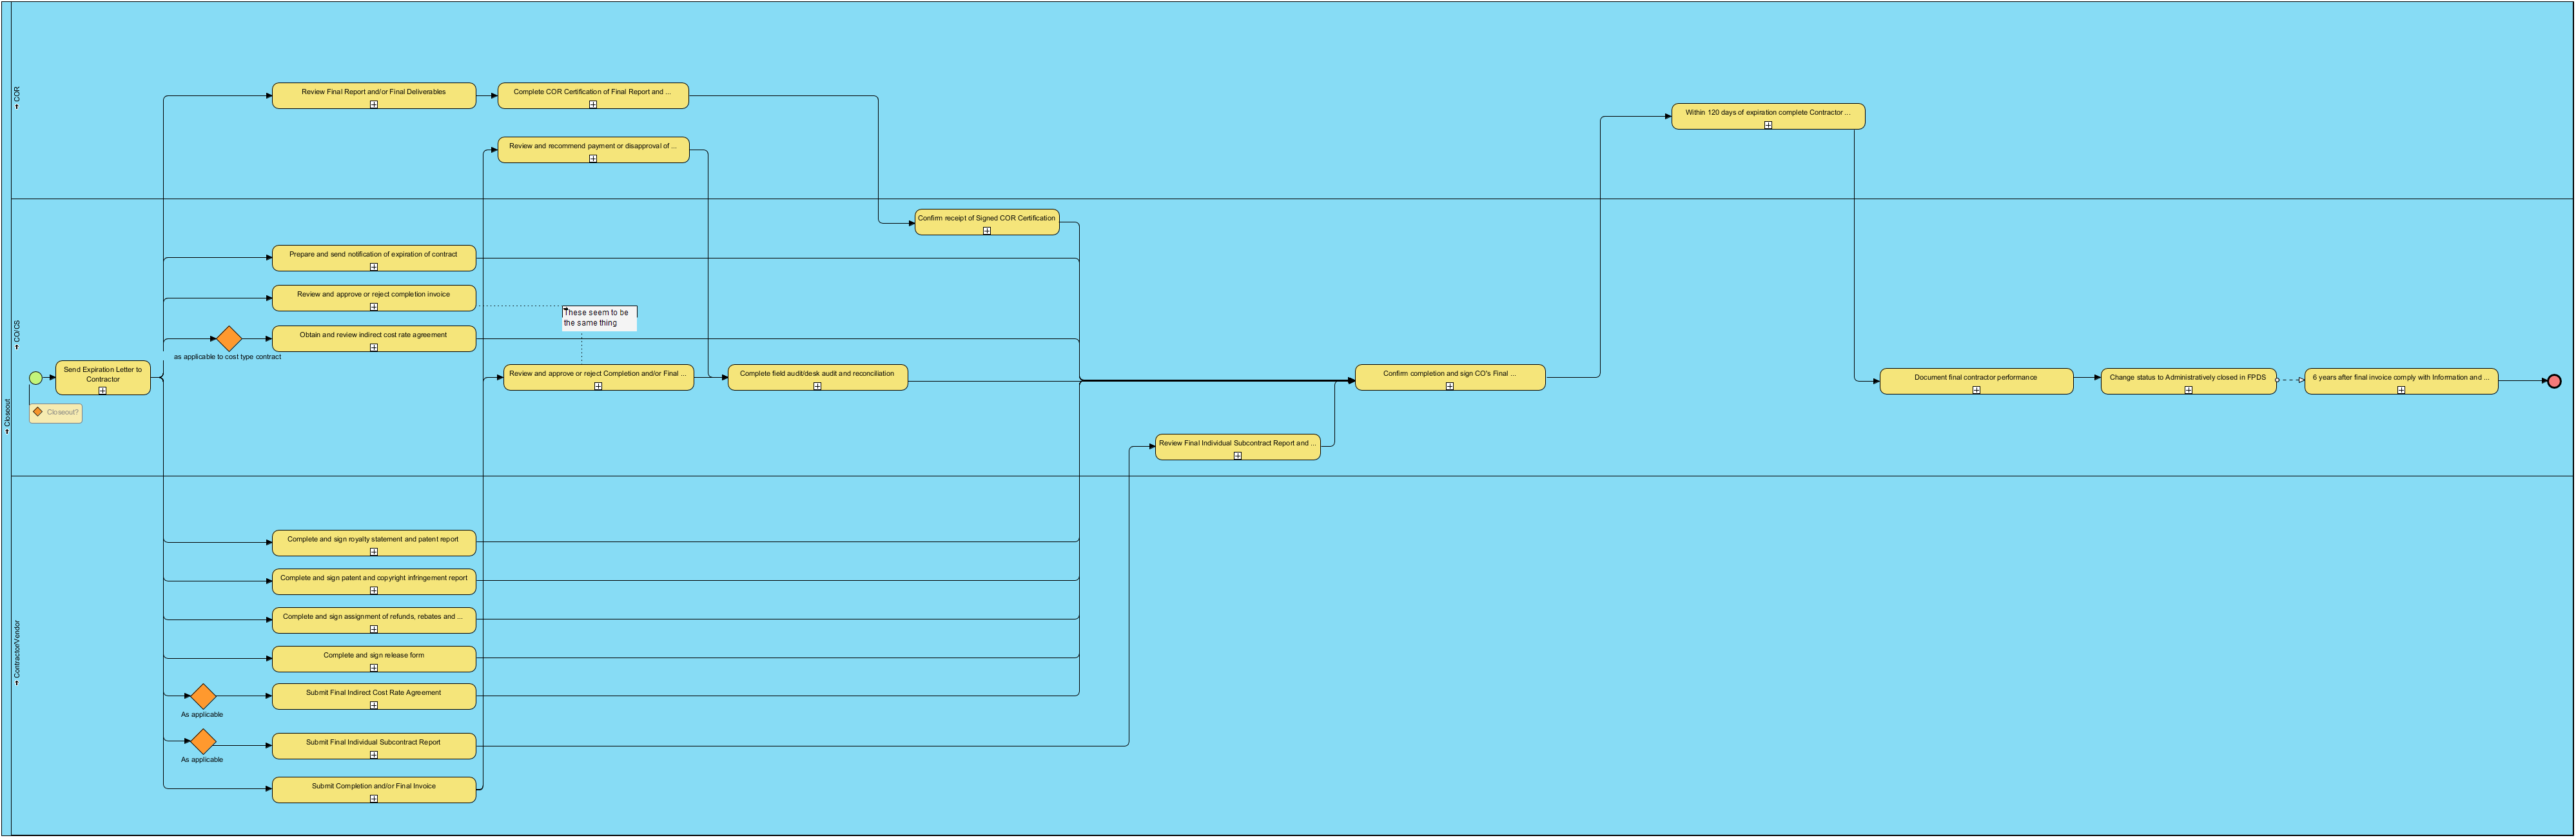 Closeout
COR
Review Final Report and/or Final Deliverables
Complete COR Certification of Final Report and ...
Review and recommend payment or disapproval of ...
Within 120 days of expiration complete Contractor ...
CO/CS
Confirm receipt of Signed COR Certification
Prepare and send notification of expiration of contract
Review and approve or reject completion invoice
These seem to be
the same thing
Obtain and review indirect cost rate agreement
as applicable to cost type contract
Send Expiration Letter to
Contractor
Closeout?
Review and approve or reject Completion and/or Final ...
Complete field audit/desk audit and reconciliation
Confirm completion and sign CO's Final ...
Document final contractor performance
Change status to Administratively closed in FPDS
6 years after final invoice comply with Information and ...
Review Final Individual Subcontract Report and ...
Contractor/Vendor
Complete and sign royalty statement and patent report
Complete and sign patent and copyright infringement report
Complete and sign assignment of refunds, rebates and ...
Complete and sign release form
Submit Final Indirect Cost Rate Agreement
As applicable
Submit Final Individual Subcontract Report
As applicable
Submit Completion and/or Final Invoice